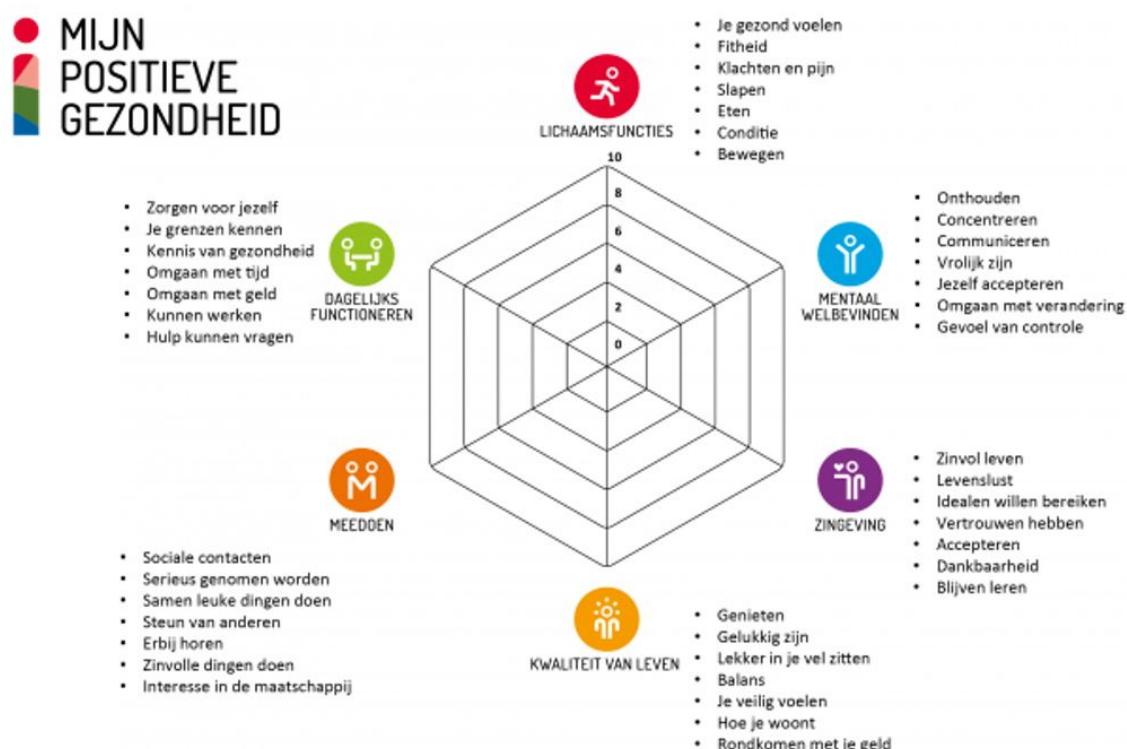 MIJN
POSITIEVE
GEZONDHEID
LICHAAMSFUNCTIES
• Je gezond voelen
• Fitheid
• Klachten en pijn
• Slapen
• Eten
• Conditie
• Bewegen
10
8
6
4
2
0
MENTAAL
WELBEVINDEN
• Onthouden
• Concentreren
• Communiceren
• Vrolijk zijn
• Jezelf accepteren
• Omgaan met verandering
• Gevoel van controle
ZINGEVING
• Zinvol leven
• Levenslust
• Idealen willen bereiken
• Vertrouwen hebben
• Accepteren
• Dankbaarheid
• Blijven leren
KWALITEIT VAN LEVEN
• Genieten
• Gelukkig zijn
• Lekker in je vel zitten
• Balans
• Je veilig voelen
• Hoe je woont
• Rondkomen met je geld
MEEDOEN
• Sociale contacten
• Serieus genomen worden
• Samen leuke dingen doen
• Steun van anderen
• Erbij horen
• Zinvolle dingen doen
• Interesse in de maatschappij
DAGELIJKS
FUNCTIONEREN
• Zorgen voor jezelf
• Je grenzen kennen
• Kennis van gezondheid
• Omgaan met tijd
• Omgaan met geld
• Kunnen werken
• Hulp kunnen vragen